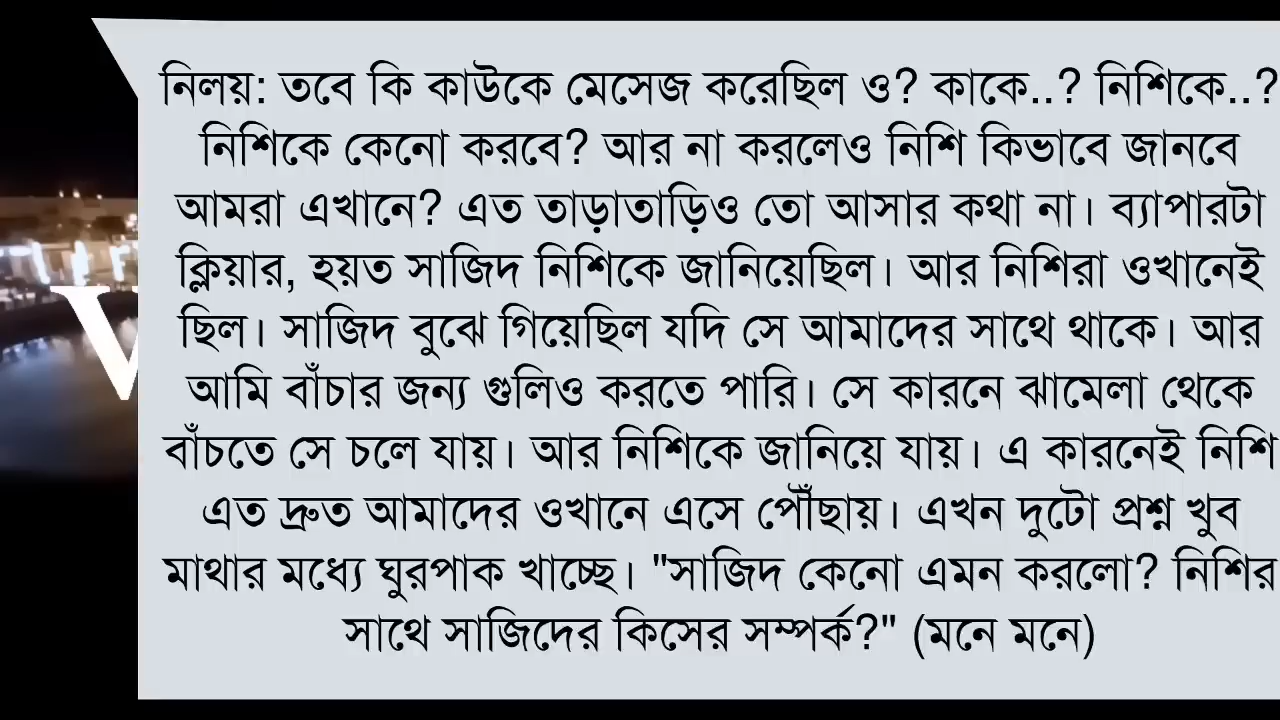 নিলয়: তবে কি কাউকে মেসেজ করেছিল ও? কাকে..? নিশিকে..?
নিশিকে কেনো করবে? আর না করলেও নিশি কিভাবে জানবে
আমরা এখানে? এত তাড়াতাড়িও তো আসার কথা না। ব্যাপারটা
ক্লিয়ার, হয়ত সাজিদ নিশিকে জানিয়েছিল। আর নিশিরা ওখানেই
ছিল। সাজিদ বুঝে গিয়েছিল যদি সে আমাদের সাথে থাকে। আর
আমি বাঁচার জন্য গুলিও করতে পারি। সে কারনে ঝামেলা থেকে
বাঁচতে সে চলে যায়। আর নিশিকে জানিয়ে যায়। এ কারনেই নিশি
এত দ্রুত আমাদের ওখানে এসে পৌঁছায়। এখন দুটো প্রশ্ন খুব
মাথার মধ্যে ঘুরপাক খাচ্ছে। "সাজিদ কেনো এমন করলো? নিশির
সাথে সাজিদের কিসের সম্পর্ক?" (মনে মনে)